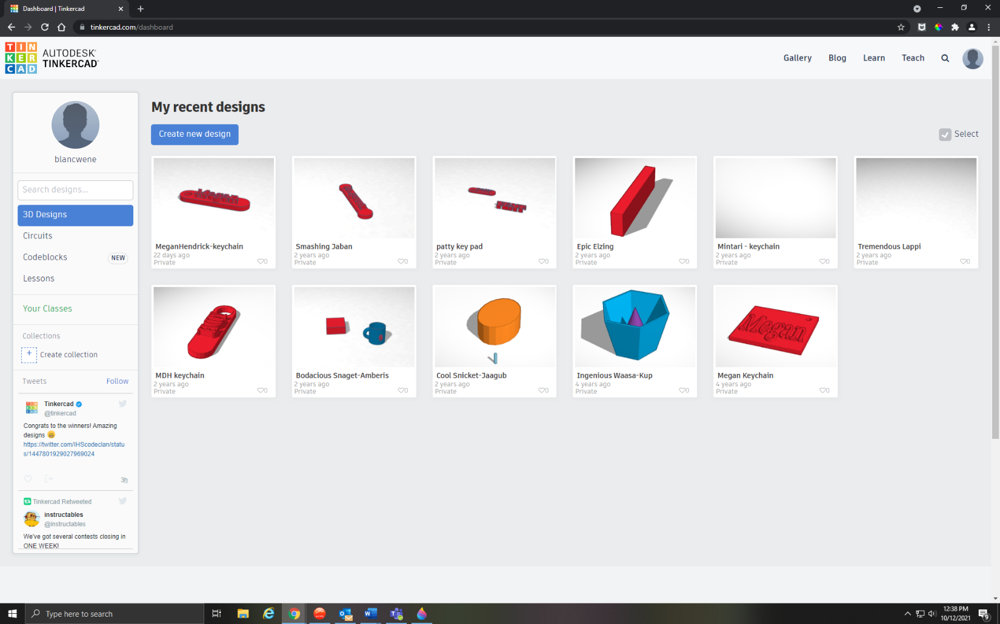 Dashboard | Tinkercad
tinkercad.com/dashboard
TIN
KER
CAD
AUTODESK®
TINKERCAD®
Gallery
Blog
Learn
Teach
blancwene
Search designs...
3D Designs
Circuits
Codeblocks
NEW
Lessons
Your Classes
Collections
+
Create collection
Tweets
Follow
Tinkercad
@tinkercad
Congrats to the winners! Amazing
designs
https://twitter.com/IHScodeclan/statu
s/1447801929027969024
3h
Tinkercad Retweeted
instructables
@instructables
We've got several contests closing in
ONE WEEK!
My recent designs
Create new design
Select
Megan
MeganHendrick-keychain
22 days ago
Private
0
Smashing Jaban
2 years ago
Private
0
patty key pad
2 years ago
Private
0
Epic Elzing
2 years ago
Private
0
Mintari - keychain
2 years ago
Private
0
Tremendous Lappi
2 years ago
Private
0
MDH keychain
2 years ago
Private
0
Bodacious Snaget-Amberis
2 years ago
Private
0
Cool Snicket-Jaagub
2 years ago
Private
0
Ingenious Waasa-Kup
4 years ago
Private
0
Megan
Megan Keychain
4 years ago
Private
0
Type here to search
12:38 PM
10/12/2021
9